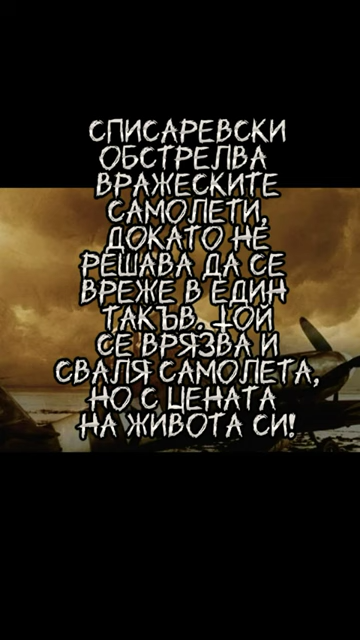 СПИСАРЕВСКИ
ОБСТРЕЛВА
ВРАЖЕСКИТЕ
САМОЛЕТИ,
ДОКАТО НЕ
РЕШАВА ДА СЕ
ВРЕЖЕ В ЕДИН
ТАКЪВ. ТОЙ
СЕ ВРЯЗВА И
СВАЛЯ САМОЛЕТА,
НО С ЦЕНАТА
НА ЖИВОТА СИ!